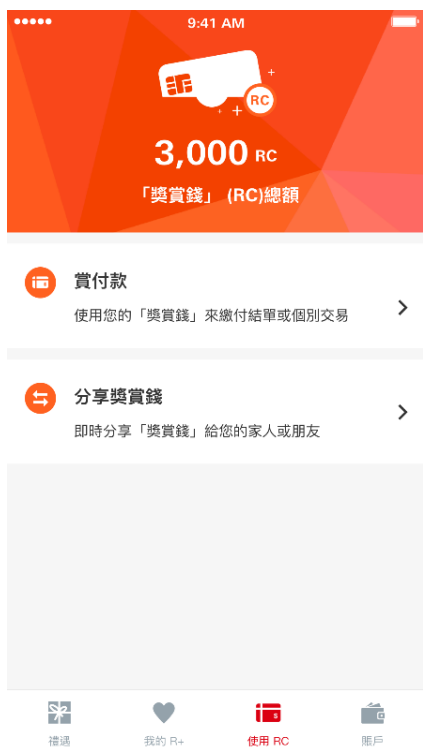 9:41 AM
RC
3,000 RC
「獎賞錢」 (RC)總額
賞付款
使用您的「獎賞錢」來繳付結單或個別交易
分享獎賞錢
即時分享「獎賞錢」給您的家人或朋友
$
禮遇 我的 R+ 使用 RC 賬戶